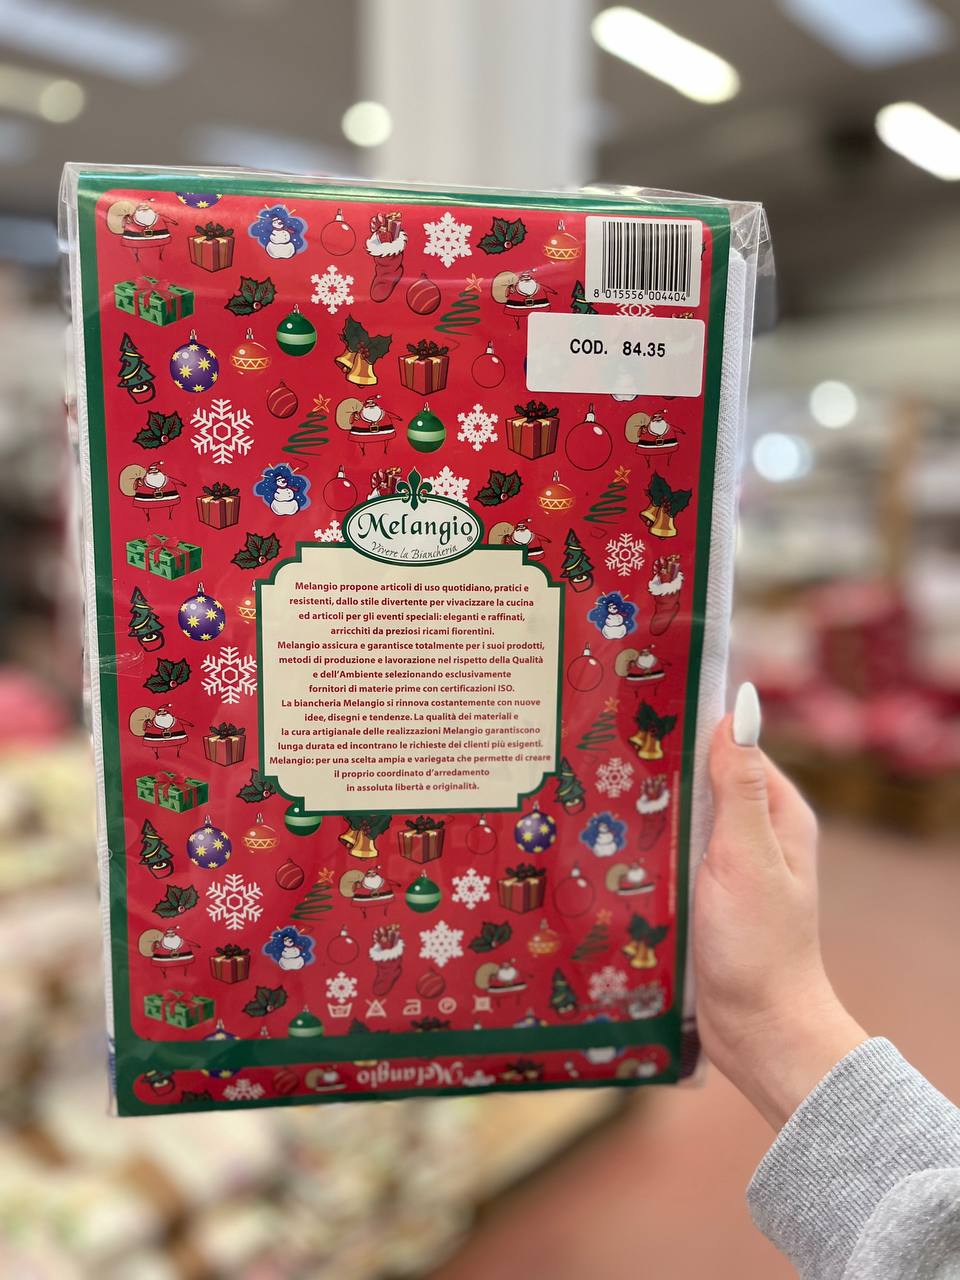 8 015556 004404
COD. 84.35
Melangio®
Vivere la Biancheria
Melangio propone articoli di uso quotidiano, pratici e
resistenti, dallo stile divertente per vivacizzare la cucina
ed articoli per gli eventi speciali: eleganti e raffinati,
arricchiti da preziosi ricami fiorentini.
Melangio assicura e garantisce totalmente per i suoi prodotti,
metodi di produzione e lavorazione nel rispetto della Qualità
e dell'Ambiente selezionando esclusivamente
fornitori di materie prime con certificazioni ISO.
La biancheria Melangio si rinnova costantemente con nuove
idee, disegni e tendenze. La qualità dei materiali e
la cura artigianale delle realizzazioni Melangio garantiscono
lunga durata ed incontrano le richieste dei clienti più esigenti.
Melangio: per una scelta ampia e variegata che permette di creare
il proprio coordinato d'arredamento
in assoluta libertà e originalità.
Melangio